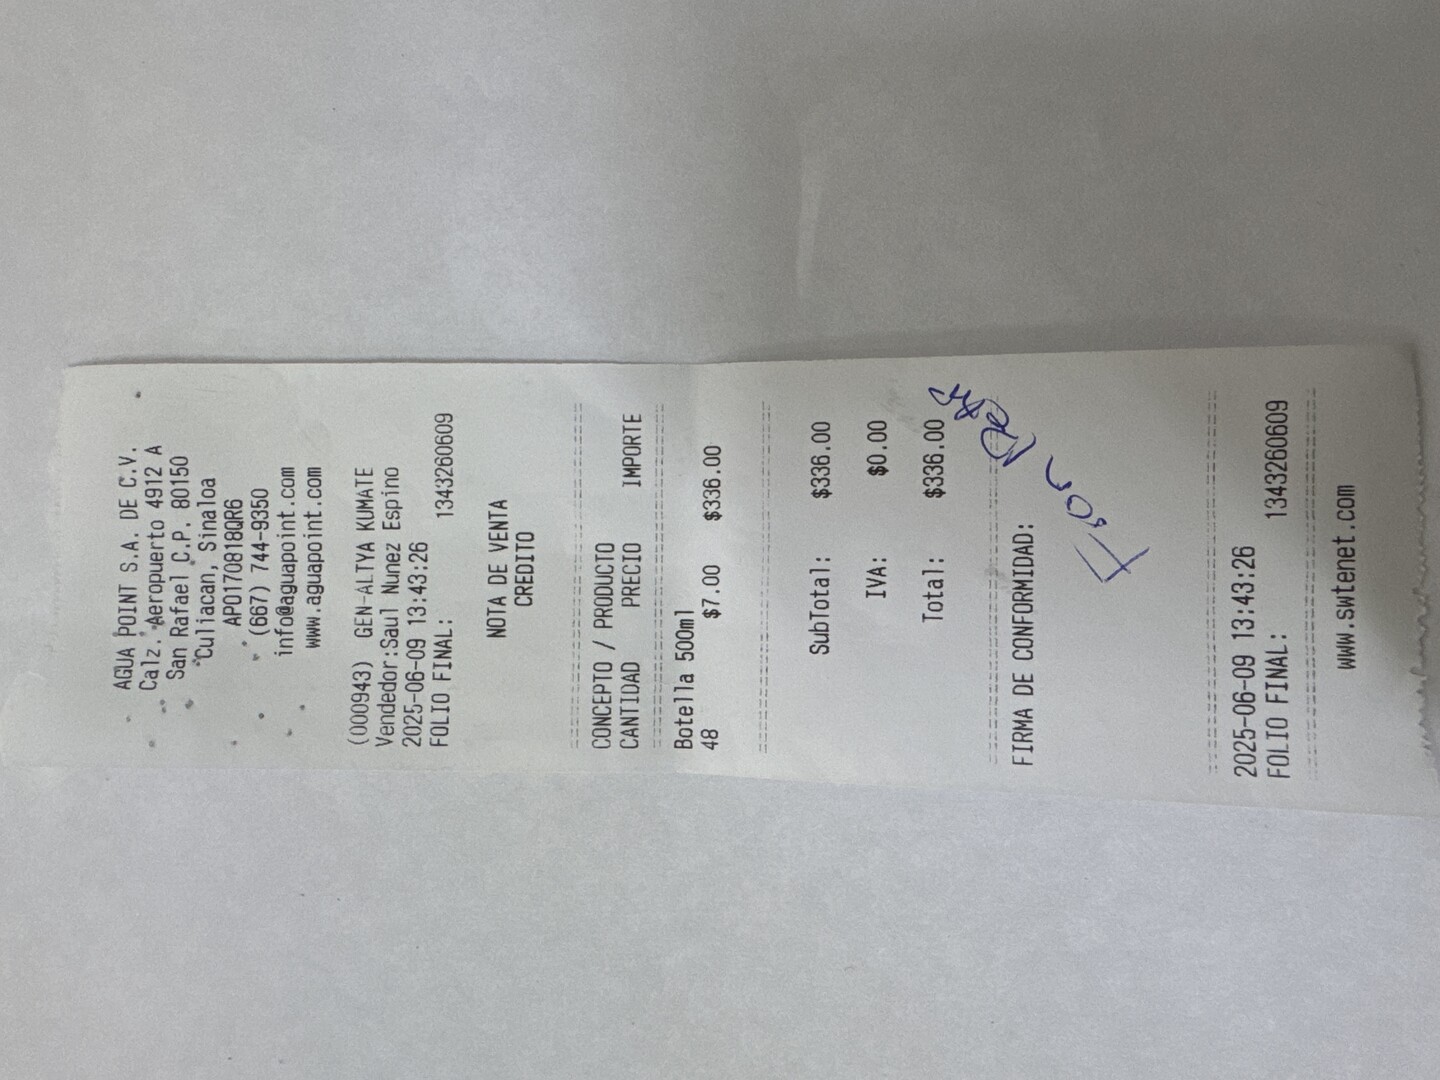 AGUA POINT S.A. DE C.V.
Calz. Aeropuerto 4912 A
San Rafael C.P. 80150
Culiacan, Sinaloa
APO170818QR6
(667) 744-9350
info@aguapoint.com
www.aguapoint.com
(000943) GEN-ALTYA KUMATE
Vendedor:Saul Nunez Espino
2025-06-09 13:43:26
FOLIO FINAL: 1343260609
NOTA DE VENTA
CREDITO
CONCEPTO / PRODUCTO
CANTIDAD PRECIO IMPORTE
Botella 500ml
48 $7.00 $336.00
SubTotal: $336.00
IVA: $0.00
Total: $336.00
FIRMA DE CONFORMIDAD:
2025-06-09 13:43:26
FOLIO FINAL: 1343260609
www.swtenet.com